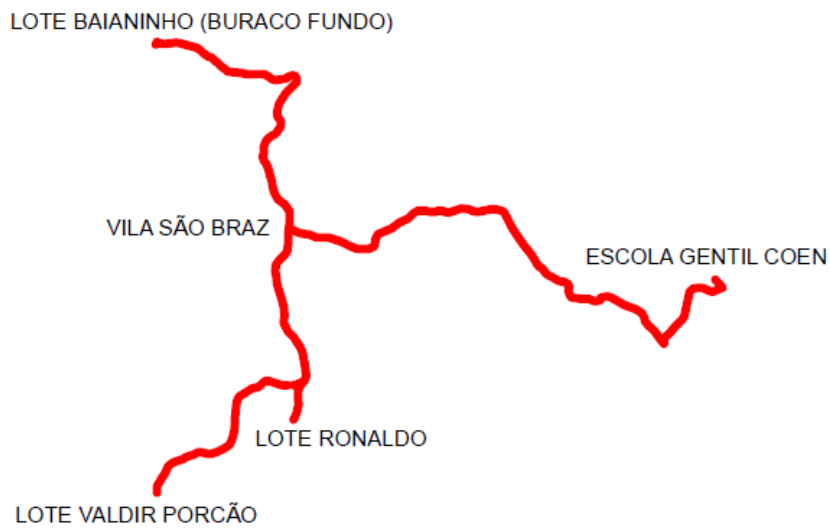 LOTE BAIANINHO (BURACO FUNDO)
VILA SÃO BRAZ
ESCOLA GENTIL COEN
LOTE RONALDO
LOTE VALDIR PORCÃO